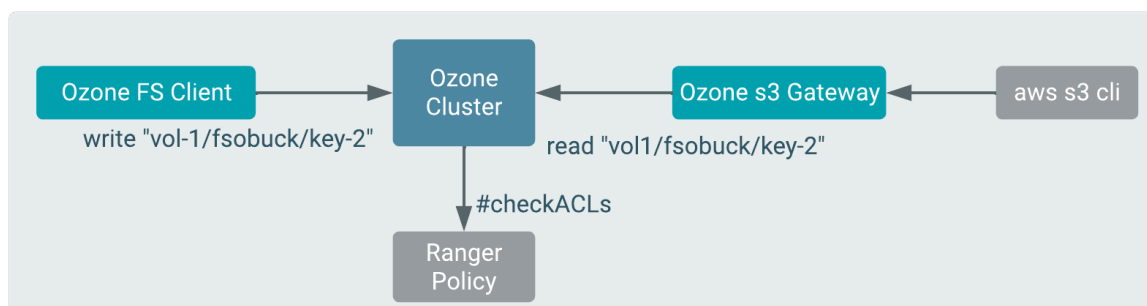 Ozone FS Client
write "vol-1/fsobuck/key-2"
Ozone
Cluster
Ozone s3 Gateway
aws s3 cli
read "vol1/fsobuck/key-2"
#checkACLs
Ranger
Policy